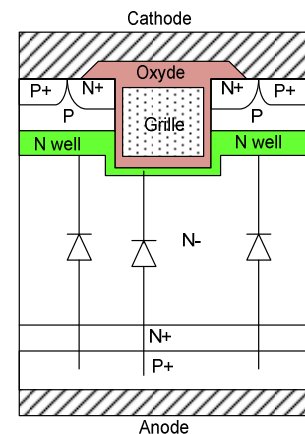 Cathode
Oxyde
P+ N+ N+ P+
P Grille P
N well N well
N-
N+
P+
Anode